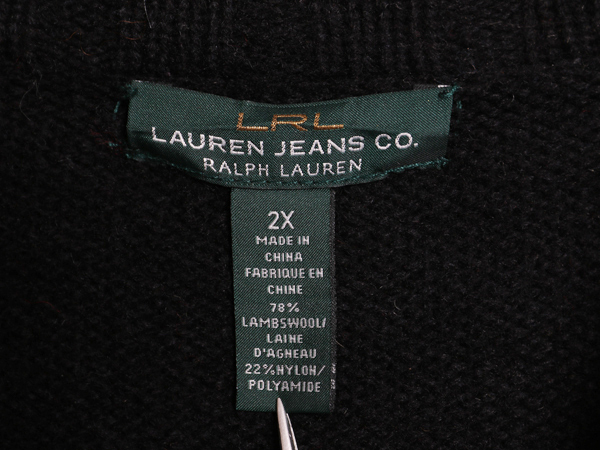 LRL
LAUREN JEANS CO.
RALPH LAUREN
2X
MADE IN
CHINA
FABRIQUE EN
CHINE
78%
LAMBSWOOL/
LAINE
D'AGNEAU
22%NYLON/
POLYAMIDE